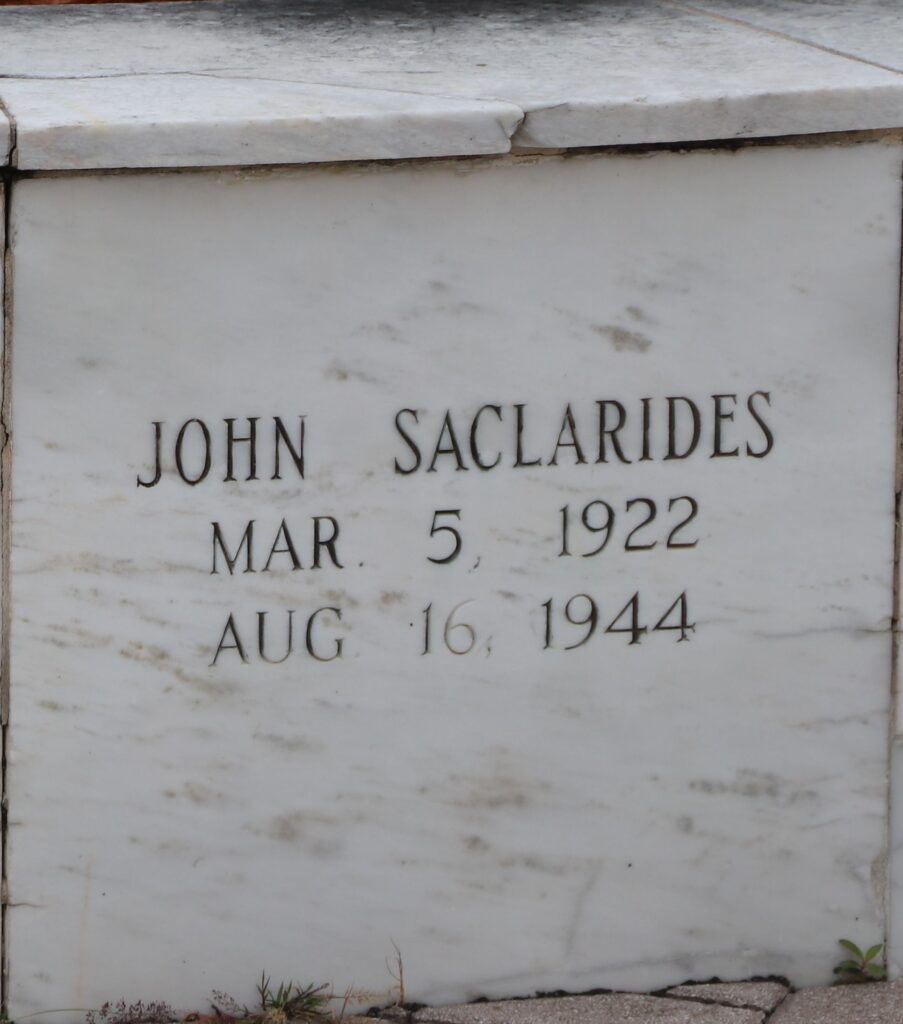 JOHN SACLARIDES
MAR. 5, 1922
AUG. 16, 1944